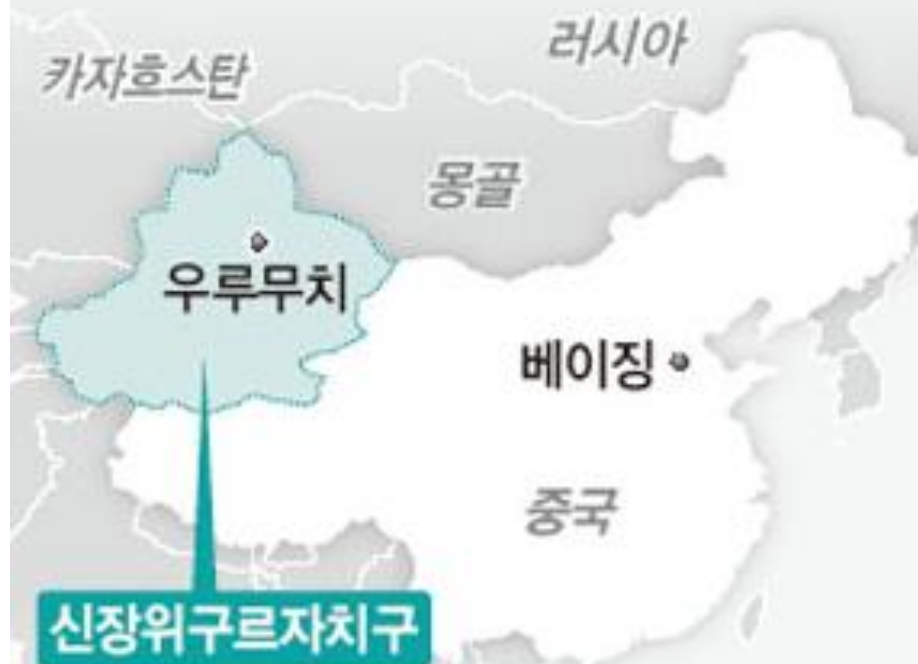 러시아
카자흐스탄
몽골
우루무치
베이징
중국
신장위구르자치구